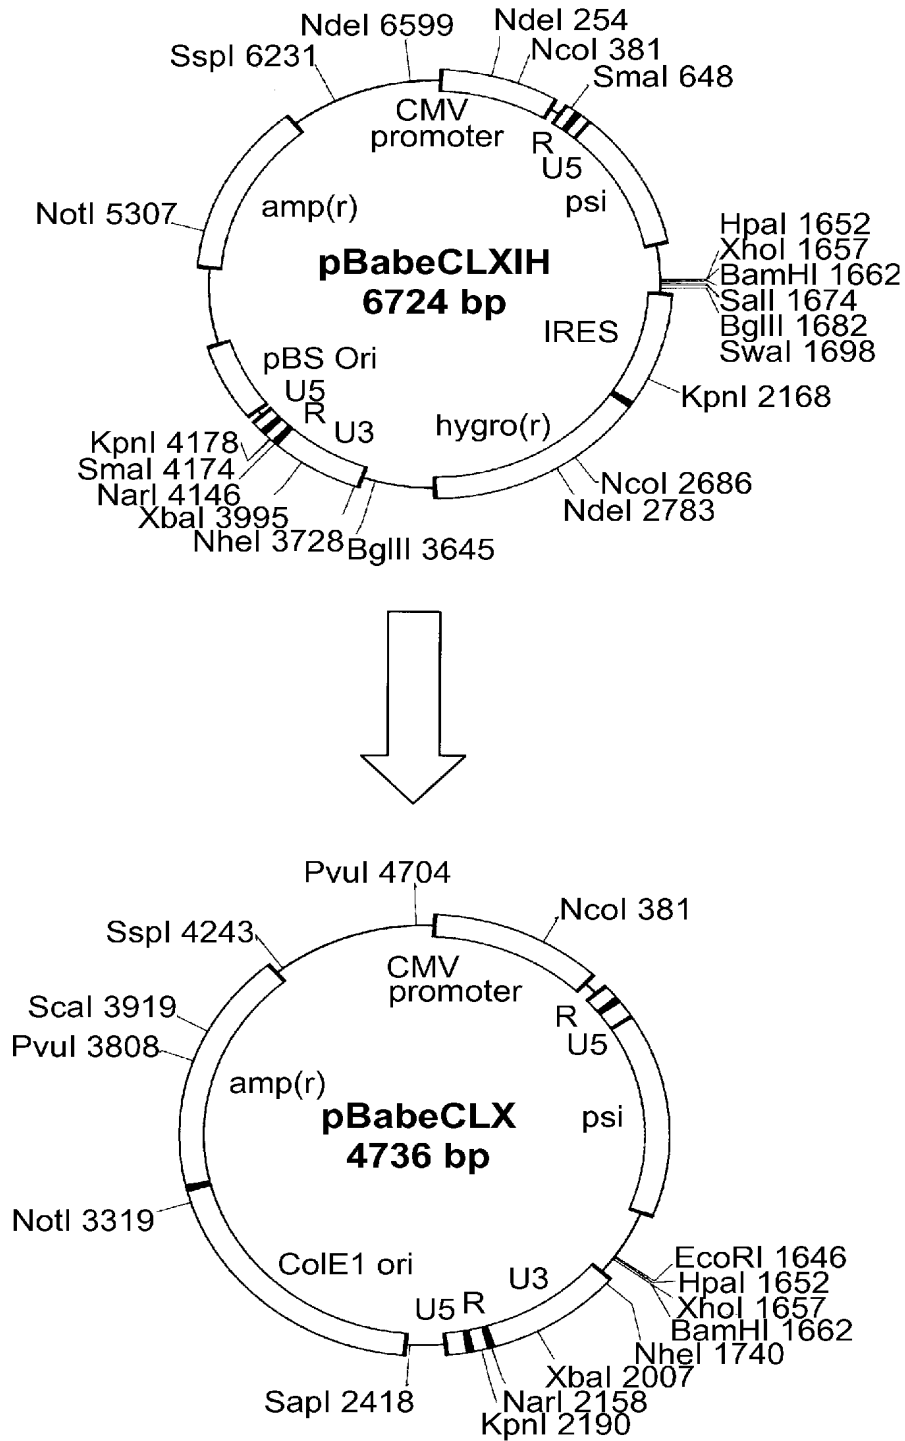 NdeI 6599
NdeI 254
NcoI 381
SspI 6231
SmaI 648
CMV
promoter
R
U5
NotI 5307
amp(r)
psi
pBabeCLXIH
6724 bp
HpaI 1652
XhoI 1657
BamHI 1662
SalI 1674
BglII 1682
SwaI 1698
IRES
pBS Ori
U5
R
U3
KpnI 2168
hygro(r)
KpnI 4178
SmaI 4174
NarI 4146
XbaI 3995
NheI 3728
BglII 3645
NcoI 2686
NdeI 2783
PvuI 4704
NcoI 381
SspI 4243
CMV
promoter
ScaI 3919
R
PvuI 3808
U5
amp(r)
pBabeCLX
4736 bp
psi
NotI 3319
ColE1 ori
U3
U5 R
EcoRI 1646
HpaI 1652
XhoI 1657
BamHI 1662
NheI 1740
XbaI 2007
SapI 2418
NarI 2158
KpnI 2190